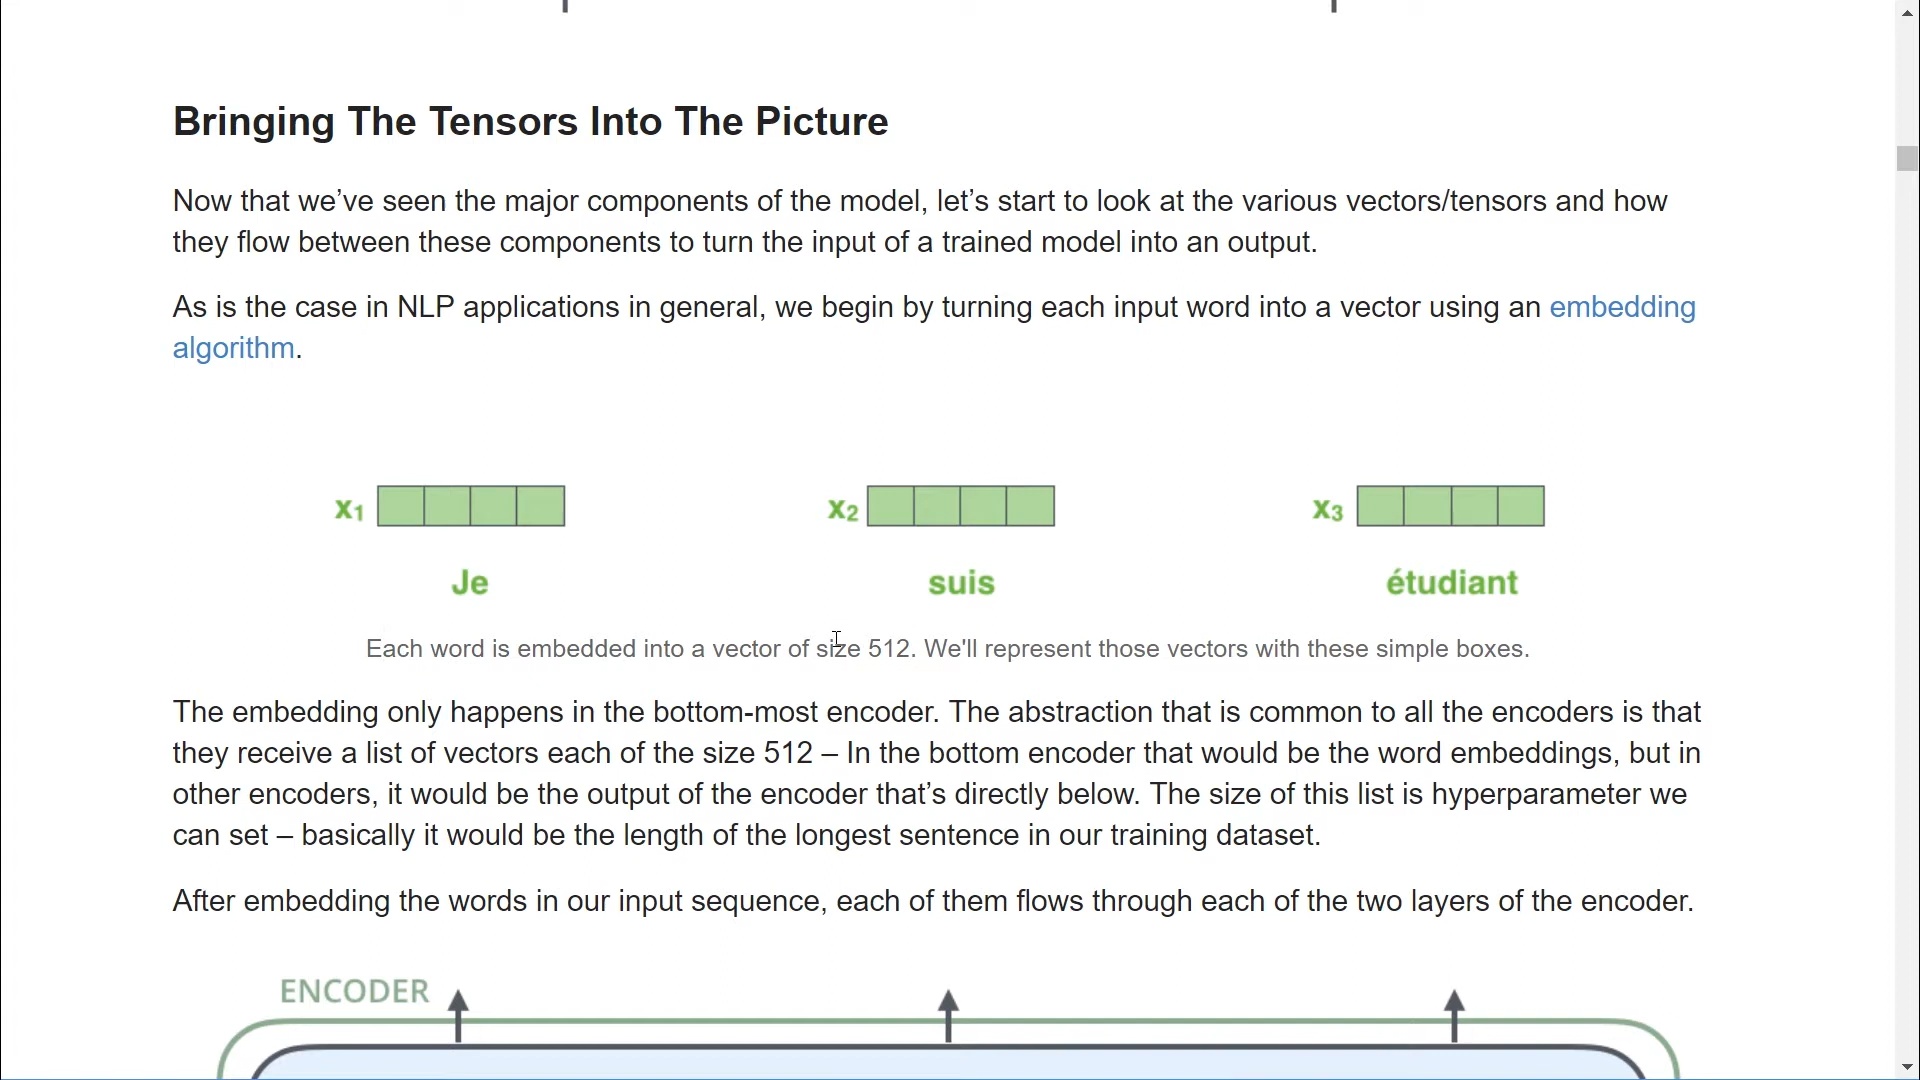 Bringing The Tensors Into The Picture
Now that we’ve seen the major components of the model, let’s start to look at the various vectors/tensors and how
they flow between these components to turn the input of a trained model into an output.
As is the case in NLP applications in general, we begin by turning each input word into a vector using an embedding
algorithm.
x1 x2 x3
Je suis étudiant
Each word is embedded into a vector of size 512. We'll represent those vectors with these simple boxes.
The embedding only happens in the bottom-most encoder. The abstraction that is common to all the encoders is that
they receive a list of vectors each of the size 512 – In the bottom encoder that would be the word embeddings, but in
other encoders, it would be the output of the encoder that’s directly below. The size of this list is hyperparameter we
can set – basically it would be the length of the longest sentence in our training dataset.
After embedding the words in our input sequence, each of them flows through each of the two layers of the encoder.
ENCODER